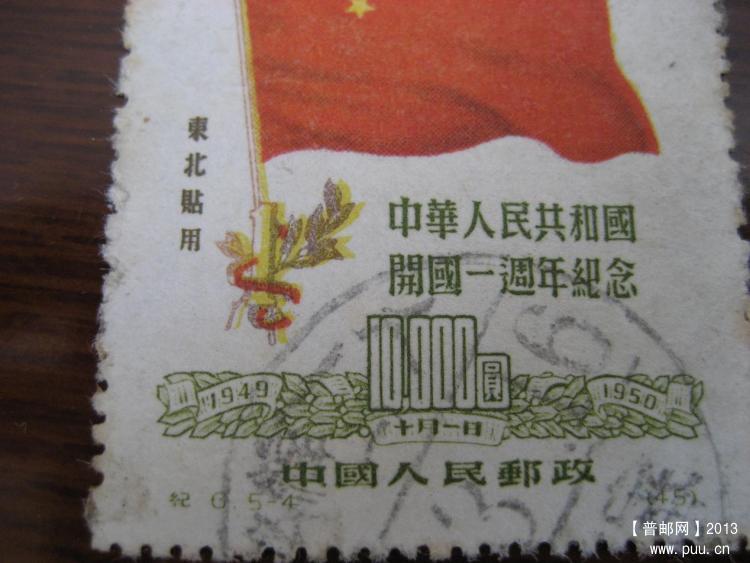 東北貼用
中華人民共和國
開國一週年紀念
10,000圓
1949
1950
十月一日
中國人民郵政
紀 6 5-4
(45)
【普邮网】2013
www.puu.cn